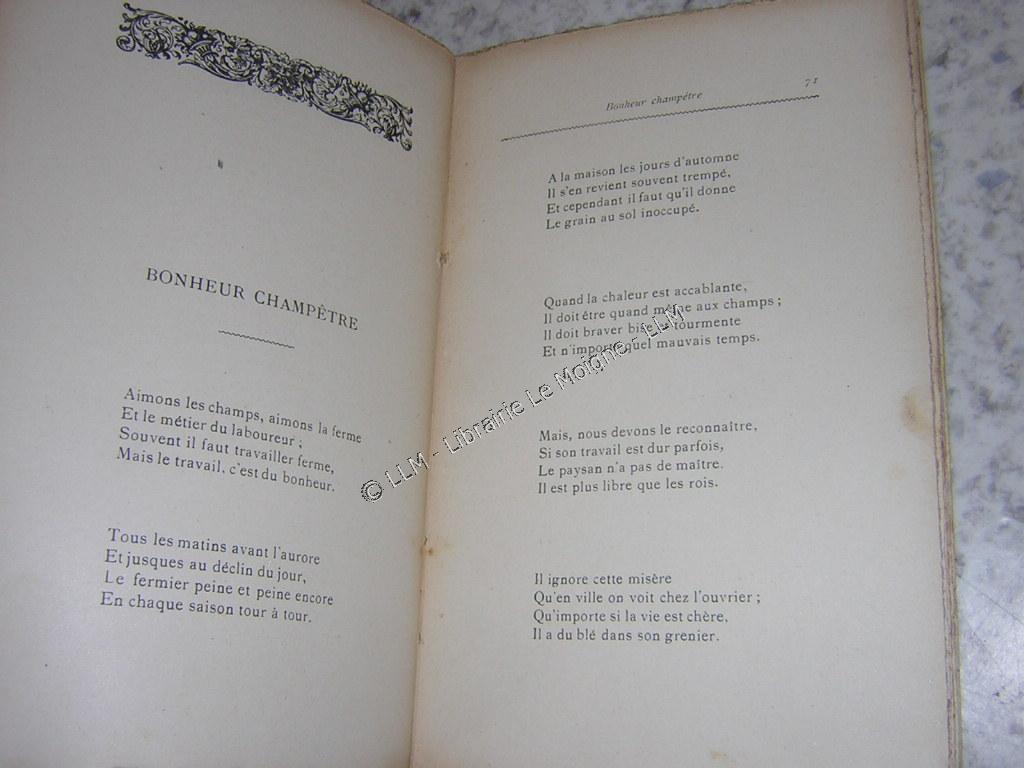 BONHEUR CHAMPÊTRE
Aimons les champs, aimons la ferme
Et le métier du laboureur ;
Souvent il faut travailler ferme,
Mais le travail, c'est du bonheur.
Tous les matins avant l'aurore
Et jusques au déclin du jour,
Le fermier peine et peine encore
En chaque saison tour à tour.
Bonheur champêtre 71
A la maison les jours d'automne
Il s'en revient souvent trempé,
Et cependant il faut qu'il donne
Le grain au sol inoccupé.
Quand la chaleur est accablante,
Il doit être quand même aux champs ;
Il doit braver bise tourmente
Et n'importe quel mauvais temps.
Mais, nous devons le reconnaître,
Si son travail est dur parfois,
Le paysan n'a pas de maître.
Il est plus libre que les rois.
Il ignore cette misère
Qu'en ville on voit chez l'ouvrier ;
Qu'importe si la vie est chère,
Il a du blé dans son grenier.
© LLM - Librairie Le Moigne - LLM